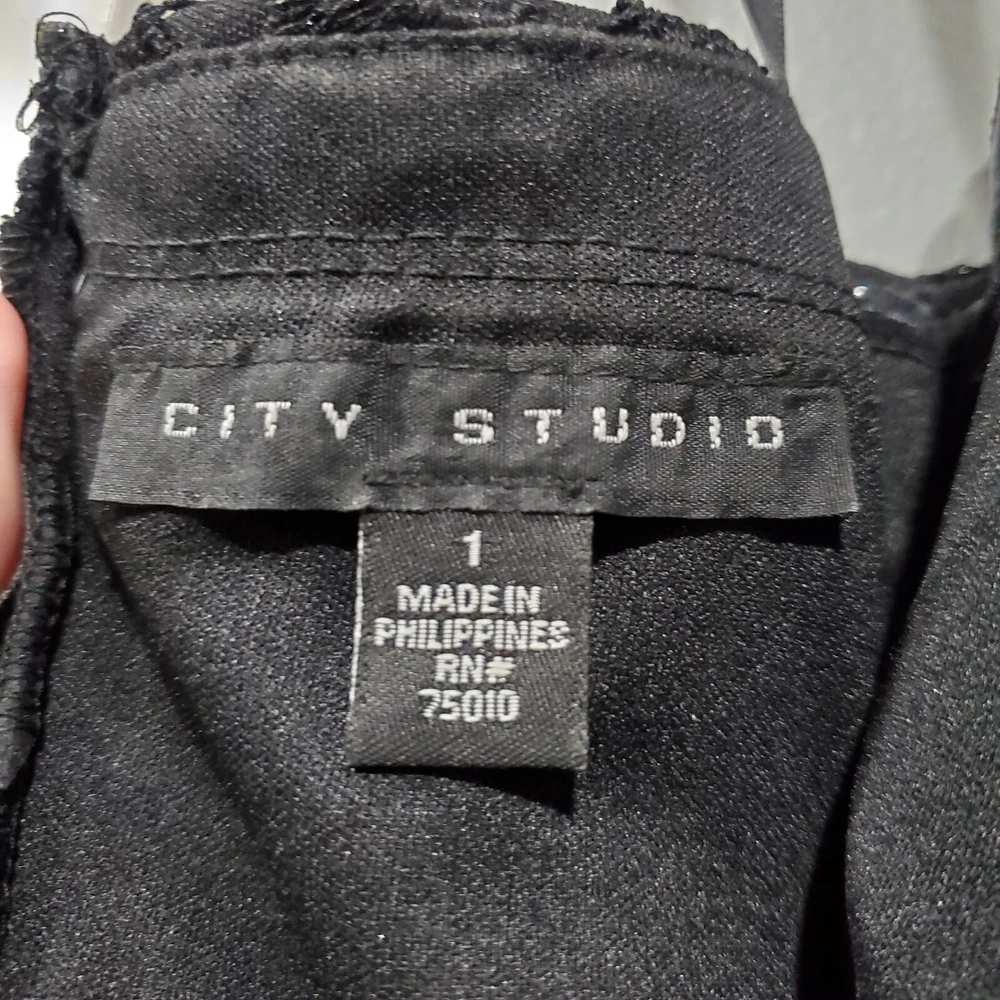 CITY STUDIO
1
MADE IN
PHILIPPINES
RN#
75010